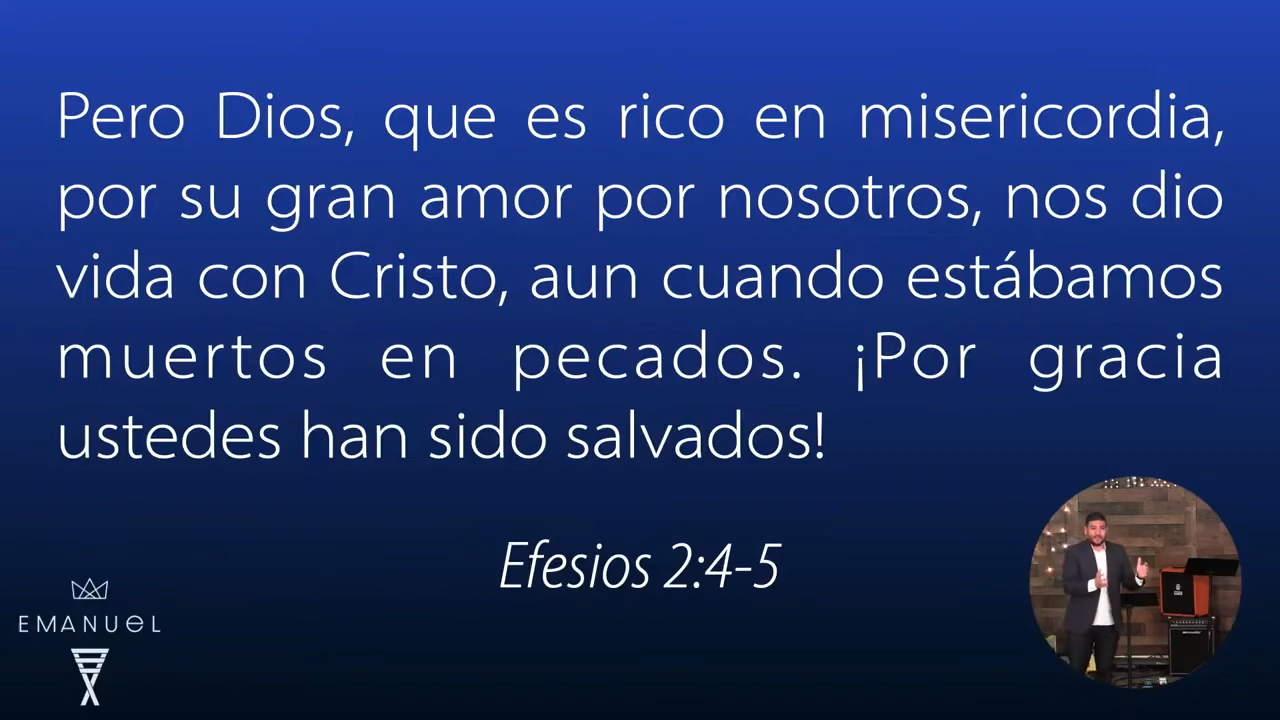 Pero Dios, que es rico en misericordia,
por su gran amor por nosotros, nos dio
vida con Cristo, aun cuando estábamos
muertos en pecados. ¡Por gracia
ustedes han sido salvados!
Efesios 2:4-5
EMANUEL